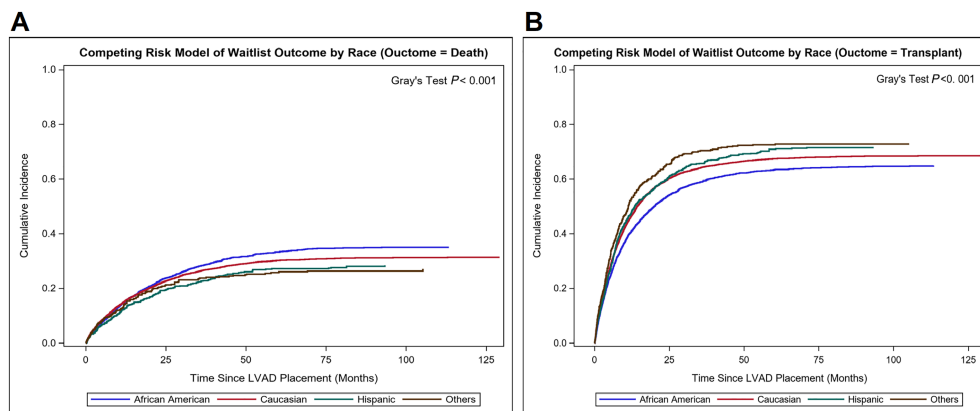 A
Competing Risk Model of Waitlist Outcome by Race (Ouctome = Death)
Gray's Test P< 0.001
1.0
0.8
0.6
0.4
0.2
0.0
Cumulative Incidence
0 25 50 75 100 125
Time Since LVAD Placement (Months)
African American Caucasian Hispanic Others
B
Competing Risk Model of Waitlist Outcome by Race (Ouctome = Transplant)
Gray's Test P<0. 001
1.0
0.8
0.6
0.4
0.2
0.0
Cumulative Incidence
0 25 50 75 100 125
Time Since LVAD Placement (Months)
African American Caucasian Hispanic Others